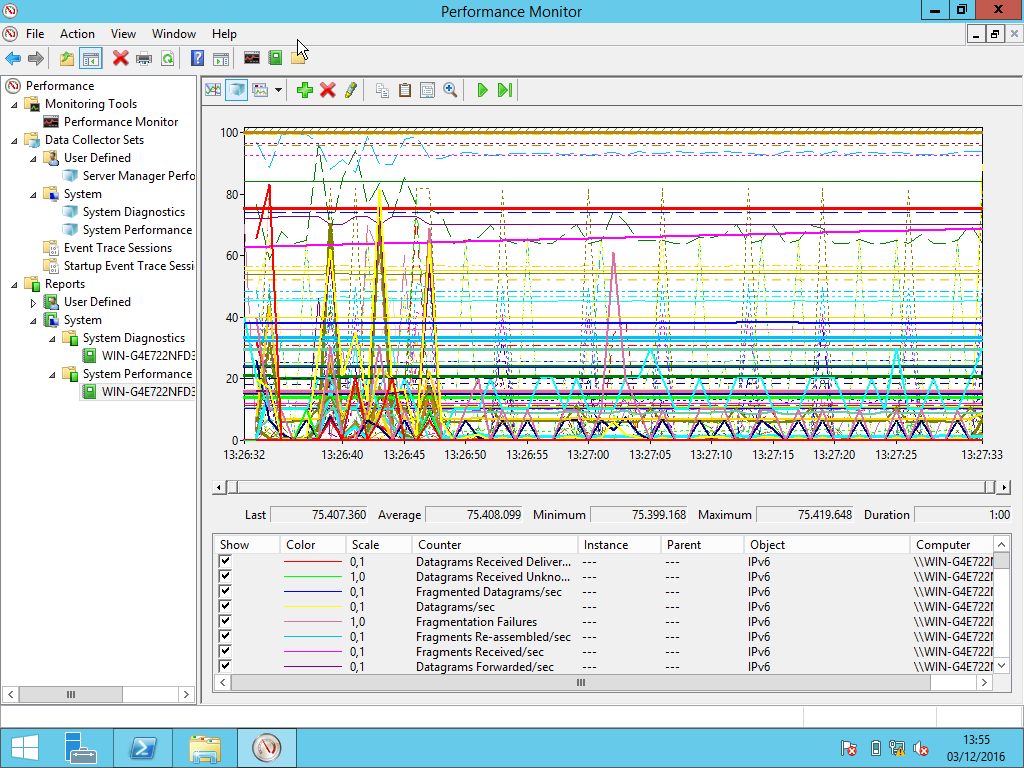 Performance Monitor
File Action View Window Help
Performance
Monitoring Tools
Performance Monitor
Data Collector Sets
User Defined
Server Manager Perfo
System
System Diagnostics
System Performance
Event Trace Sessions
Startup Event Trace Sessi
Reports
User Defined
System
System Diagnostics
WIN-G4E722NFD3
System Performance
WIN-G4E722NFD3
100
80
60
40
20
0
13:26:32 13:26:40 13:26:45 13:26:50 13:26:55 13:27:00 13:27:05 13:27:10 13:27:15 13:27:20 13:27:25 13:27:33
Last 75.407.360 Average 75.408.099 Minimum 75.399.168 Maximum 75.419.648 Duration 1:00
Show Color Scale Counter Instance Parent Object Computer
0,1 Datagrams Received Deliver... --- --- IPv6 \\WIN-G4E722N
1,0 Datagrams Received Unkno... --- --- IPv6 \\WIN-G4E722N
0,1 Fragmented Datagrams/sec --- --- IPv6 \\WIN-G4E722N
0,1 Datagrams/sec --- --- IPv6 \\WIN-G4E722N
1,0 Fragmentation Failures --- --- IPv6 \\WIN-G4E722N
0,1 Fragments Re-assembled/sec --- --- IPv6 \\WIN-G4E722N
0,1 Fragments Received/sec --- --- IPv6 \\WIN-G4E722N
0,1 Datagrams Forwarded/sec --- --- IPv6 \\WIN-G4E722N
13:55
03/12/2016